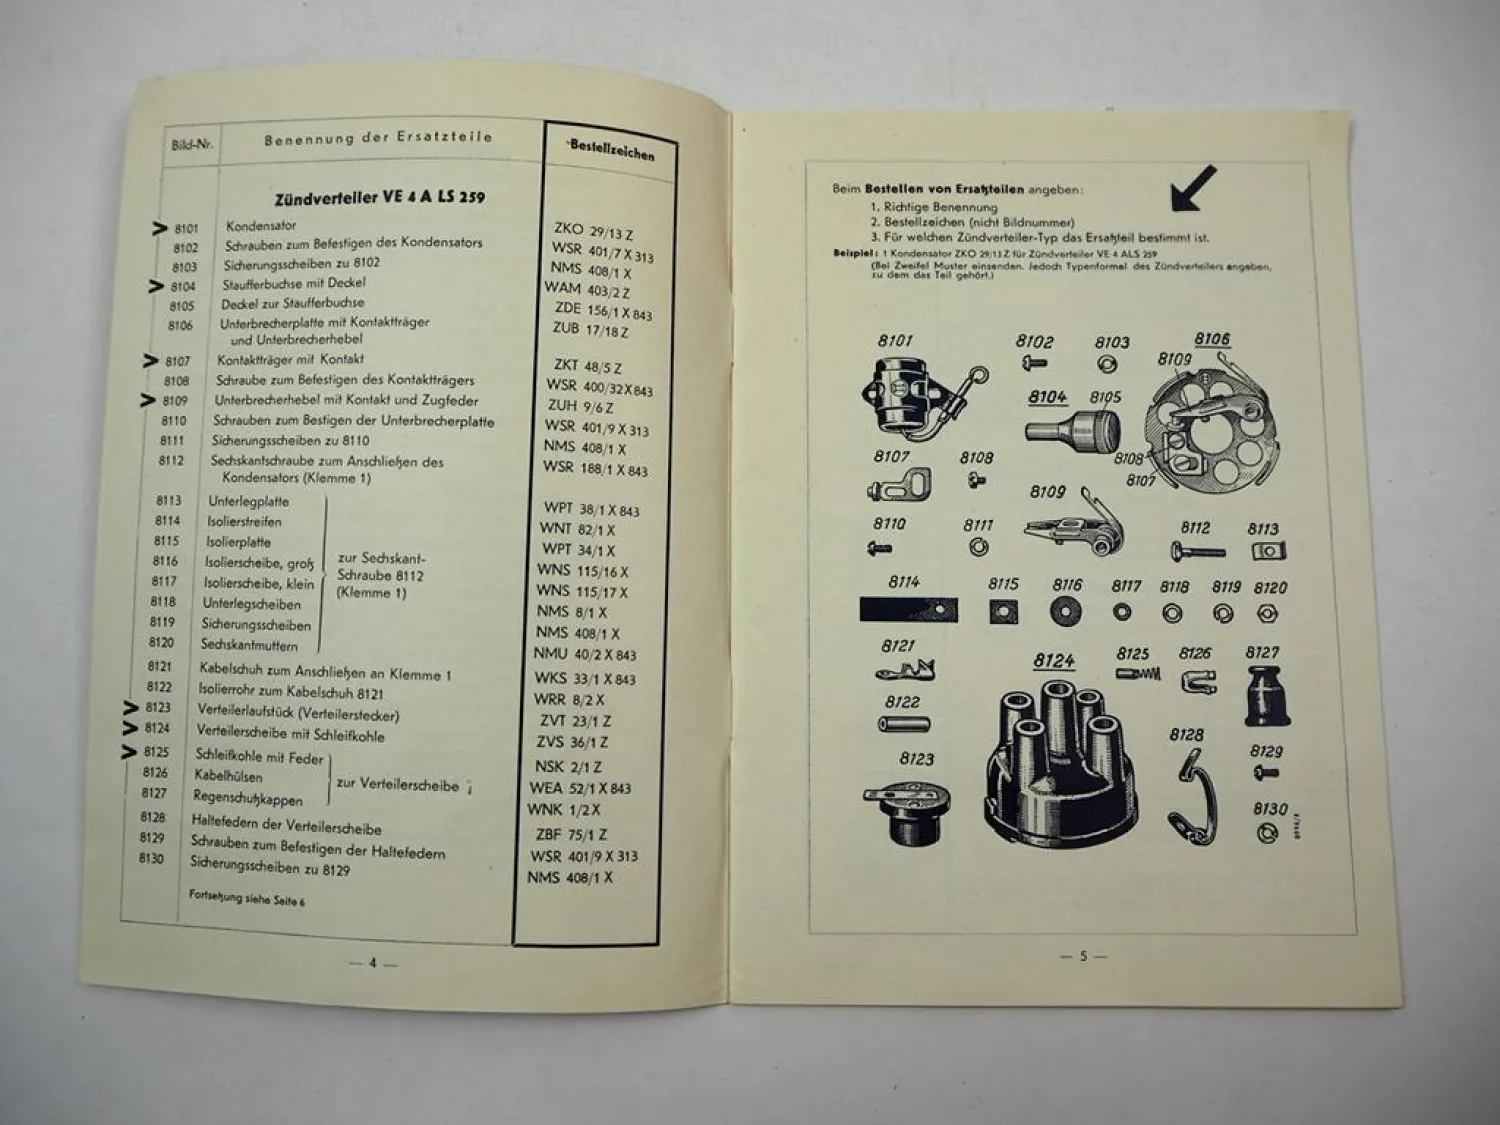 Bild-Nr. Benennung der Ersatzteile Bestellzeichen
Zündverteiler VE 4 A LS 259
> 8101 Kondensator ZKO 29/13 Z
8102 Schrauben zum Befestigen des Kondensators WSR 401/7 X 313
8103 Sicherungsscheiben zu 8102 NMS 408/1 X
> 8104 Staufferbuchse mit Deckel WAM 403/2 Z
8105 Deckel zur Staufferbuchse ZDE 156/1 X 843
8106 Unterbrecherplatte mit Kontaktträger ZUB 17/18 Z
und Unterbrecherhebel
> 8107 Kontaktträger mit Kontakt ZKT 48/5 Z
8108 Schraube zum Befestigen des Kontaktträgers WSR 400/32 X 843
> 8109 Unterbrecherhebel mit Kontakt und Zugfeder ZUH 9/6 Z
8110 Schrauben zum Bestigen der Unterbrecherplatte WSR 401/9 X 313
8111 Sicherungsscheiben zu 8110 NMS 408/1 X
8112 Sechskantschraube zum Anschließen des WSR 188/1 X 843
Kondensators (Klemme 1)
8113 Unterlegplatte WPT 38/1 X 843
8114 Isolierstreifen WNT 82/1 X
8115 Isolierplatte WPT 34/1 X
8116 Isolierscheibe, groß zur Sechskant- WNS 115/16 X
8117 Isolierscheibe, klein Schraube 8112 WNS 115/17 X
8118 Unterlegscheiben (Klemme 1) NMS 8/1 X
8119 Sicherungsscheiben NMS 408/1 X
8120 Sechskantmuttern NMU 40/2 X 843
8121 Kabelschuh zum Anschließen an Klemme 1 WKS 33/1 X 843
8122 Isolierrohr zum Kabelschuh 8121 WRR 8/2 X
> 8123 Verteilerlaufstück (Verteilerstecker) ZVT 23/1 Z
> 8124 Verteilerscheibe mit Schleifkohle ZVS 36/1 Z
> 8125 Schleifkohle mit Feder NSK 2/1 Z
8126 Kabelhülsen zur Verteilerscheibe WEA 52/1 X 843
8127 Regenschutzkappen WNK 1/2 X
8128 Haltefedern der Verteilerscheibe ZBF 75/1 Z
8129 Schrauben zum Befestigen der Haltefedern WSR 401/9 X 313
8130 Sicherungsscheiben zu 8129 NMS 408/1 X
Fortsetzung siehe Seite 6
— 4 —
Beim Bestellen von Ersatzteilen angeben:
1. Richtige Benennung
2. Bestellzeichen (nicht Bildnummer)
3. Für welchen Zündverteiler-Typ das Ersatzteil bestimmt ist.
Beispiel: 1 Kondensator ZKO 29/13 Z für Zündverteiler VE 4 ALS 259
(Bei Zweifel Muster einsenden. Jedoch Typenformel des Zündverteilers angeben,
zu dem das Teil gehört.)
8101 8102 8103 8106
8109
8104 8105
8107 8108 8108
8107
8109
8110 8111 8112 8113
8114 8115 8116 8117 8118 8119 8120
8121 8124 8125 8126 8127
8122
8128
8123 8129
8130
— 5 —